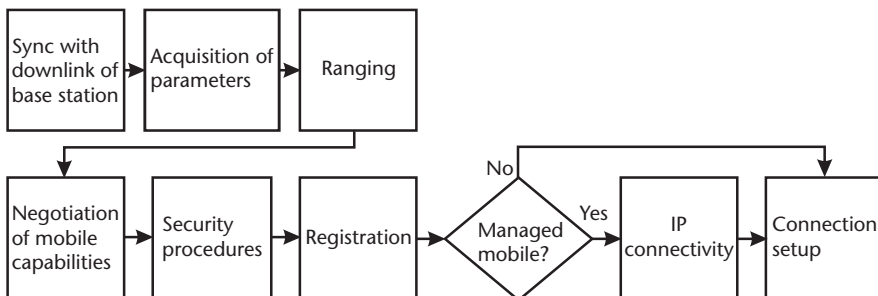 Sync with
downlink of
base station
Acquisition of
parameters
Ranging
Negotiation
of mobile
capabilities
Security
procedures
Registration
Managed
mobile?
No
Yes
IP
connectivity
Connection
setup